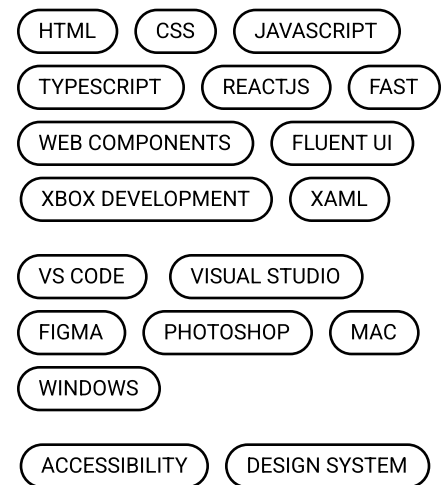 HTML CSS JAVASCRIPT
TYPESCRIPT REACTJS FAST
WEB COMPONENTS FLUENT UI
XBOX DEVELOPMENT XAML
VS CODE VISUAL STUDIO
FIGMA PHOTOSHOP MAC
WINDOWS
ACCESSIBILITY DESIGN SYSTEM